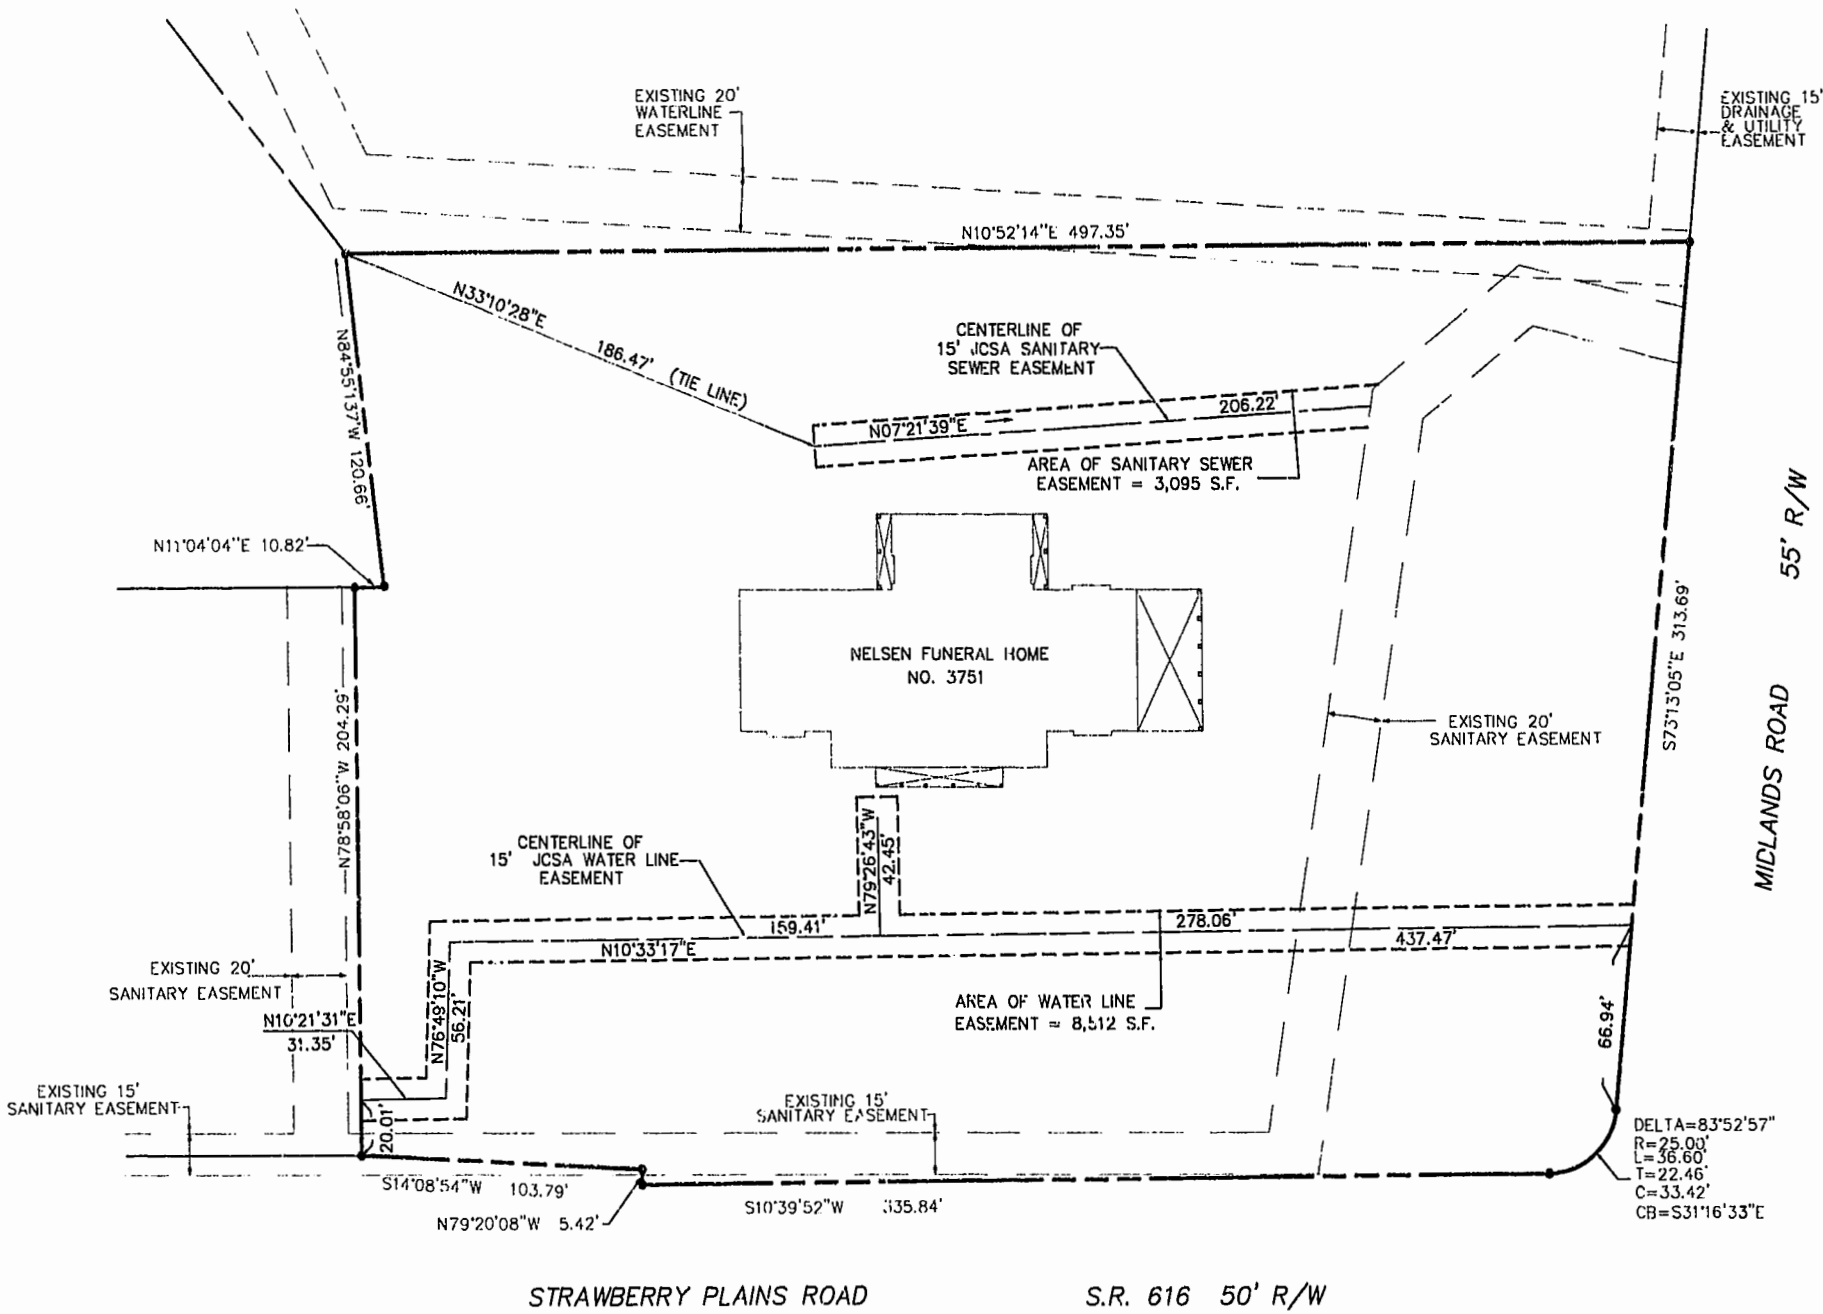 EXISTING 20'
WATERLINE
EASEMENT
EXISTING 15'
DRAINAGE
& UTILITY
EASEMENT
N10°52'14"E 497.35'
N33°10'28"E
186.47' (TIE LINE)
CENTERLINE OF
15' JCSA SANITARY
SEWER EASEMENT
N84°55'137"W 120.66'
N07°21'39"E
206.22'
AREA OF SANITARY SEWER
EASEMENT = 3,095 S.F.
N11°04'04"E 10.82'
55' R/W
MIDLANDS ROAD
S73°13'05"E 313.69'
NELSEN FUNERAL HOME
NO. 3751
N78°58'06"W 204.29'
EXISTING 20'
SANITARY EASEMENT
CENTERLINE OF
15' JCSA WATER LINE
EASEMENT
N79°26'43"W
42.45'
159.41'
278.06'
N10°33'17"E
437.47'
EXISTING 20'
SANITARY EASEMENT
N76°49'10"W
56.21'
AREA OF WATER LINE
EASEMENT = 8,512 S.F.
N10°21'31"E
31.35'
66.94'
EXISTING 15'
SANITARY EASEMENT
EXISTING 15'
SANITARY EASEMENT
20.01'
DELTA=83°52'57"
R=25.00'
L=36.60'
T=22.46'
C=33.42'
CB=S31°16'33"E
S14°08'54"W 103.79'
S10°39'52"W 335.84'
N79°20'08"W 5.42'
STRAWBERRY PLAINS ROAD S.R. 616 50' R/W